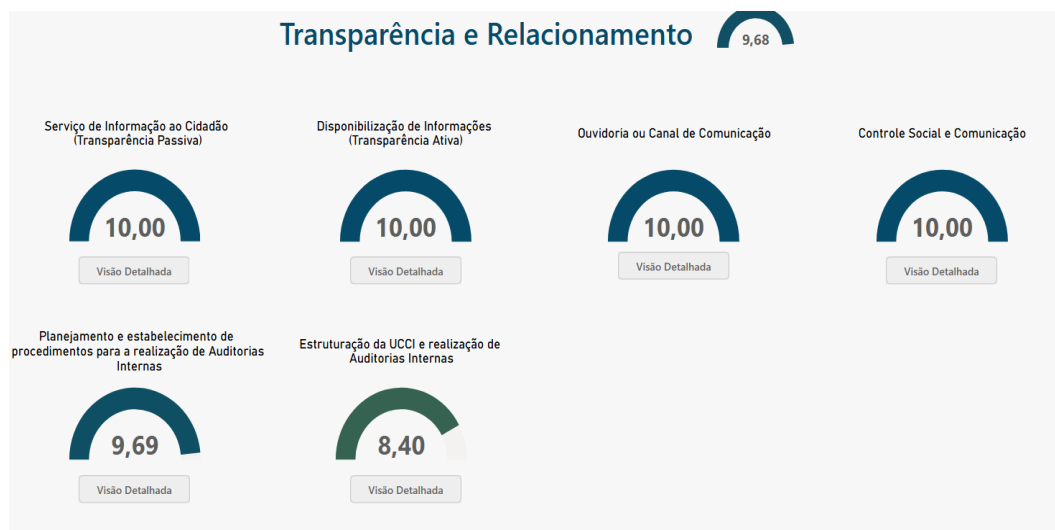 Transparência e Relacionamento
9,68
Serviço de Informação ao Cidadão
(Transparência Passiva)
10,00
Visão Detalhada
Disponibilização de Informações
(Transparência Ativa)
10,00
Visão Detalhada
Ouvidoria ou Canal de Comunicação
10,00
Visão Detalhada
Controle Social e Comunicação
10,00
Visão Detalhada
Planejamento e estabelecimento de
procedimentos para a realização de Auditorias
Internas
9,69
Visão Detalhada
Estruturação da UCCI e realização de
Auditorias Internas
8,40
Visão Detalhada